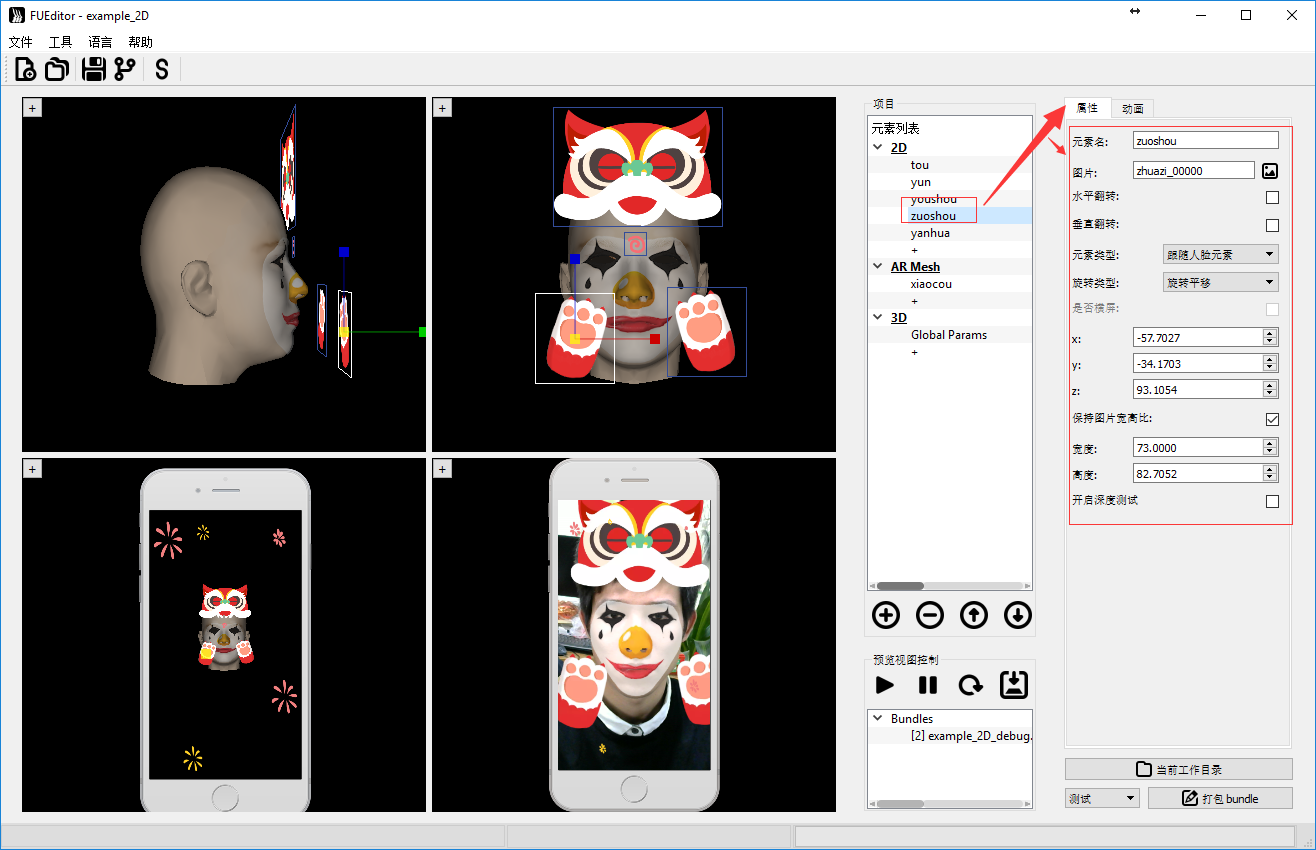 FUEditor - example_2D
文件 工具 语言 帮助
S
+
+
+
+
项目
元素列表
2D
tou
yun
youshou
zuoshou
yanhua
+
AR Mesh
xiaocou
+
3D
Global Params
+
预览视图控制
Bundles
[2] example_2D_debug.
属性 动画
元素名: zuoshou
图片: zhuazi_00000
水平翻转:
垂直翻转:
元素类型: 跟随人脸元素
旋转类型: 旋转平移
是否横屏:
x: -57.7027
y: -34.1703
z: 93.1054
保持图片宽高比:
宽度: 73.0000
高度: 82.7052
开启深度测试
当前工作目录
测试 打包 bundle